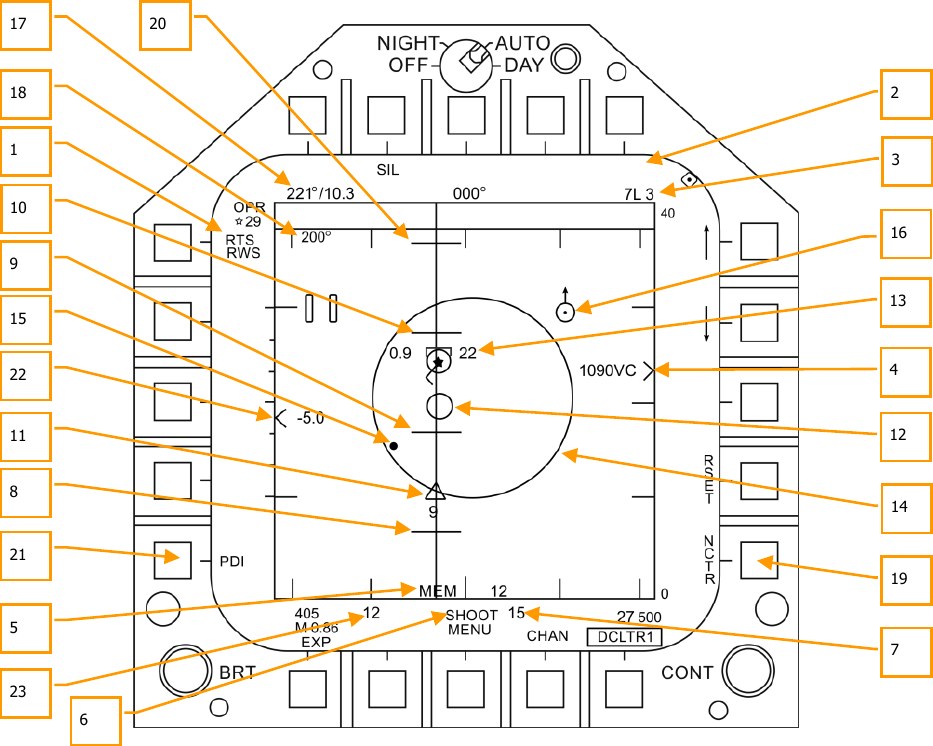 17
20
NIGHT
AUTO
OFF
DAY
18
2
1
SIL
3
221°/10.3
000°
7L 3
10
OPR
☆29
40
RTS
200°
RWS
16
9
13
15
0.9
22
22
1090VC
4
-5.0
11
12
RSET
8
9
14
21
PDI
NCTR
19
MEM
12
0
5
405
12
SHOOT
15
27 500
M 0.86
MENU
CHAN
DCLTR1
EXP
7
23
BRT
CONT
6